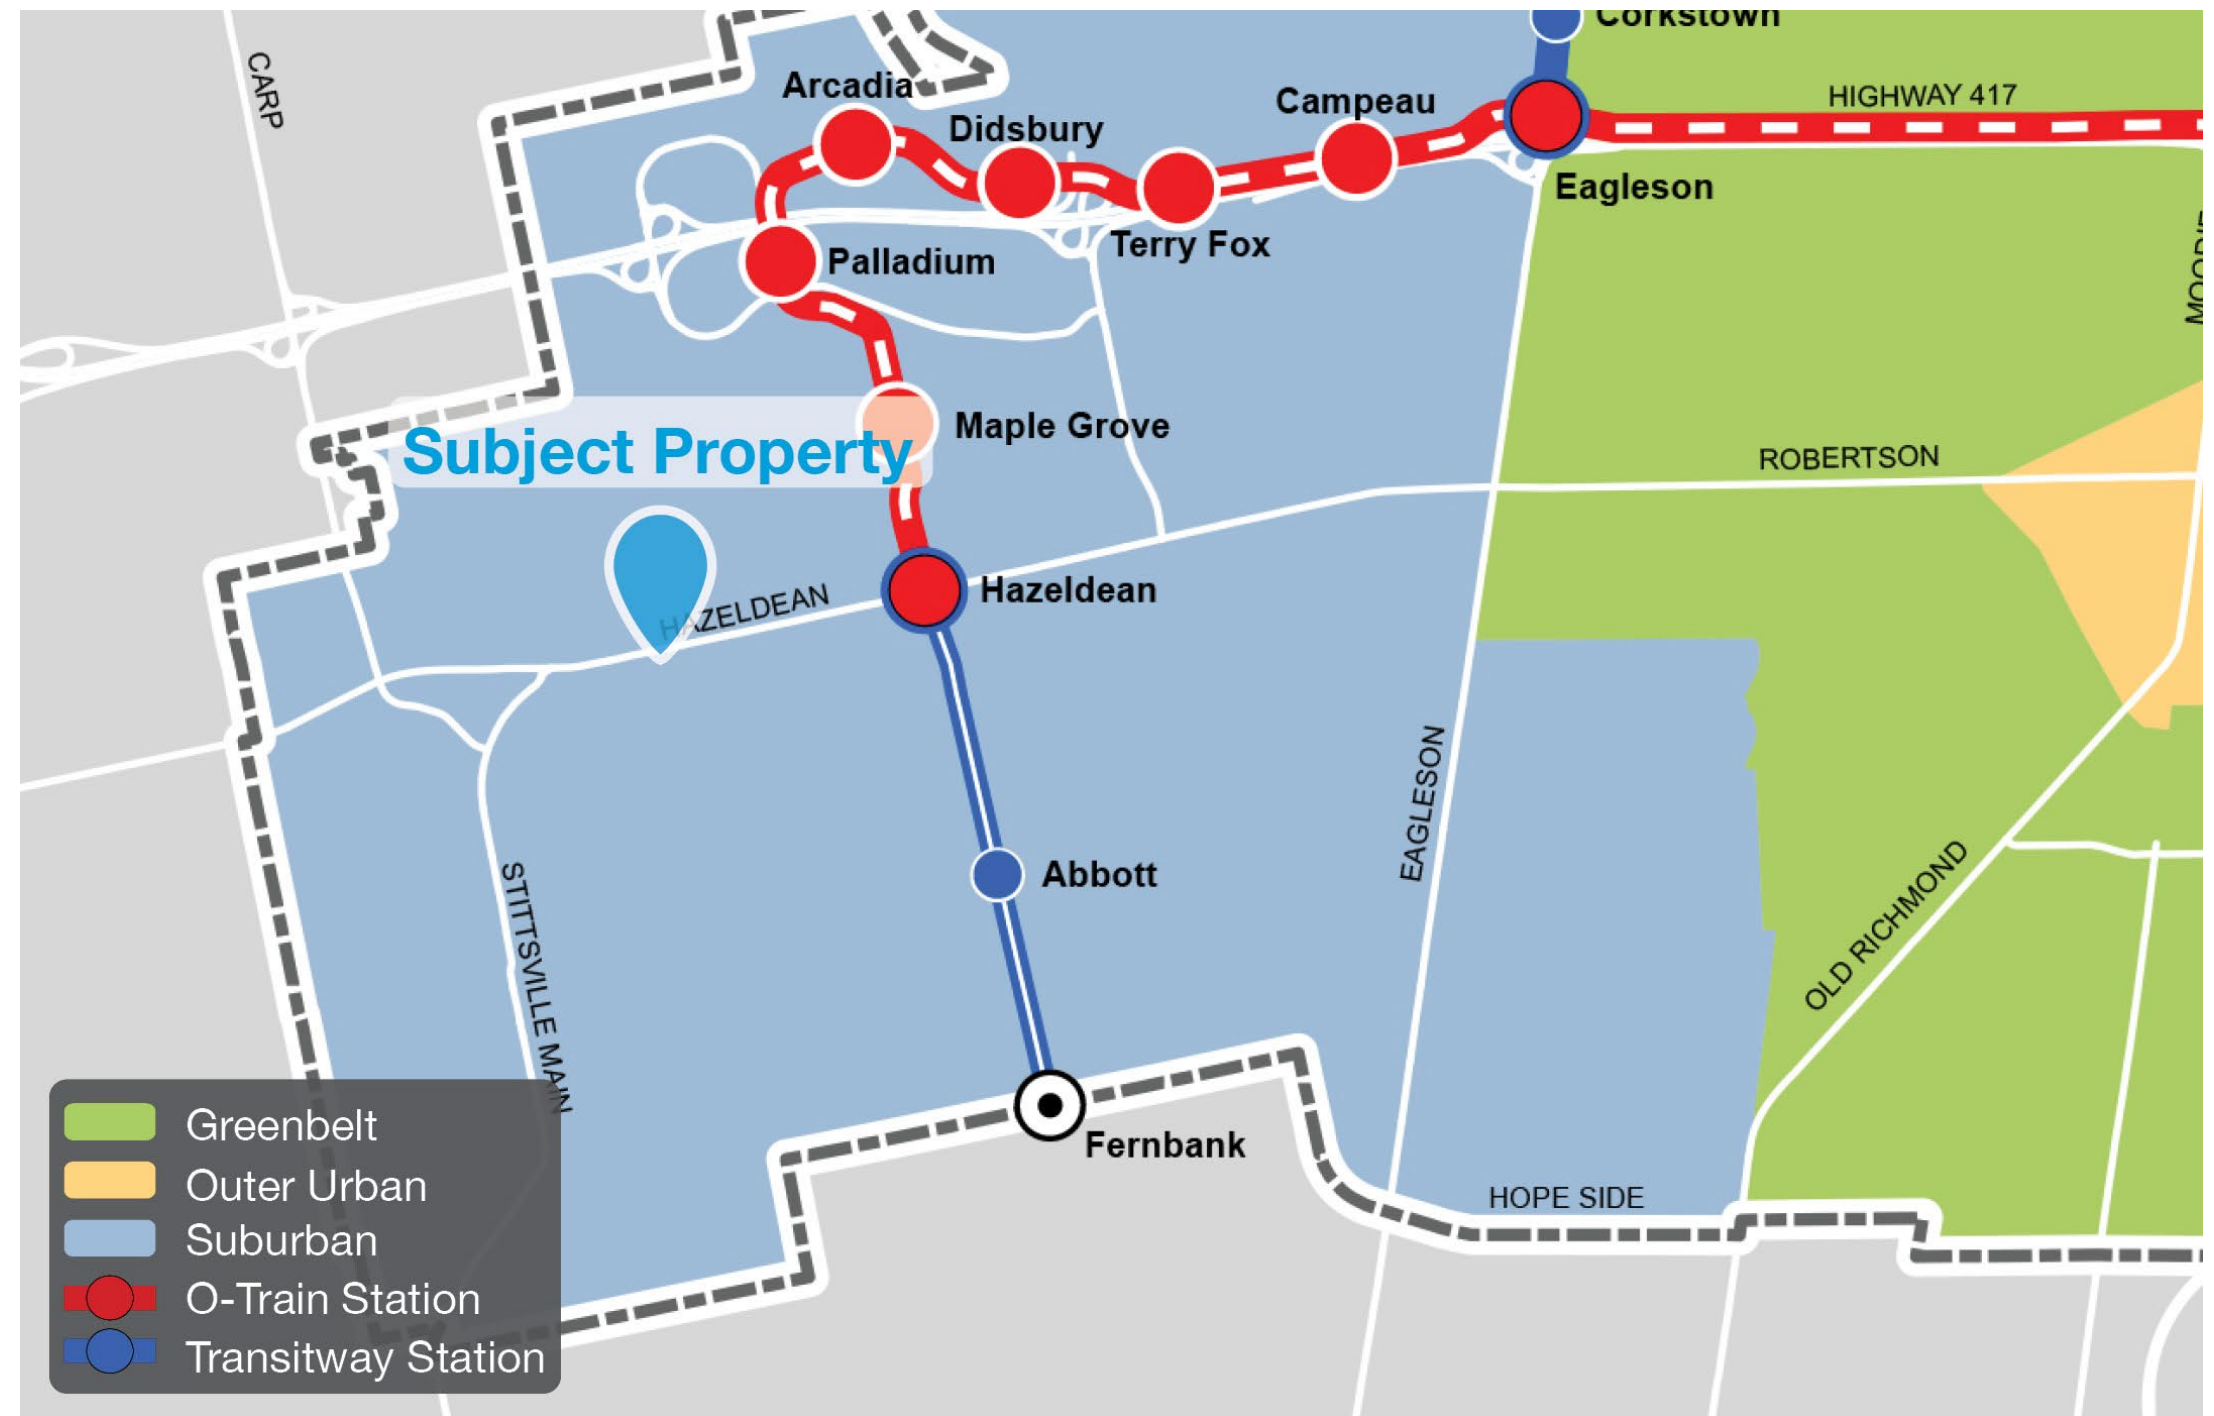 Corkstown
CARP
Arcadia
Campeau
HIGHWAY 417
Didsbury
Eagleson
Terry Fox
Palladium
MOODIE
Maple Grove
Subject Property
ROBERTSON
HAZELDEAN
Hazeldean
EAGLESON
STITTSVILLE MAIN
Abbott
OLD RICHMOND
Fernbank
HOPE SIDE
Greenbelt
Outer Urban
Suburban
O-Train Station
Transitway Station